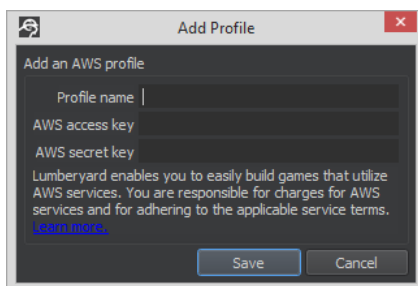 Add Profile
Add an AWS profile
Profile name
AWS access key
AWS secret key
Lumberyard enables you to easily build games that utilize
AWS services. You are responsible for charges for AWS
services and for adhering to the applicable service terms.
Learn more.
Save Cancel